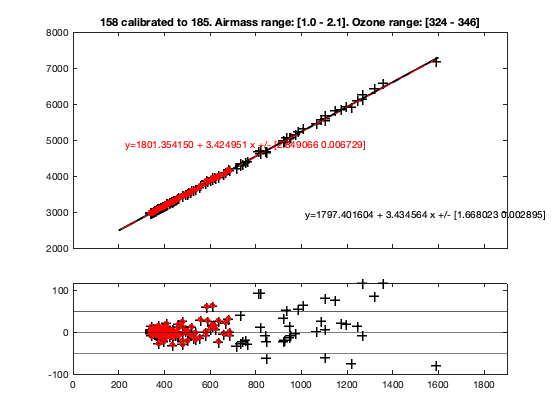 158 calibrated to 185. Airmass range: [1.0 - 2.1]. Ozone range: [324 - 346]
8000
7000
6000
5000
y=1801.354150 + 3.424951 x +/- [2.849066 0.006729]
4000
3000
y=1797.401604 + 3.434564 x +/- [1.668023 0.002895]
2000
100
0
-100
0 200 400 600 800 1000 1200 1400 1600 1800